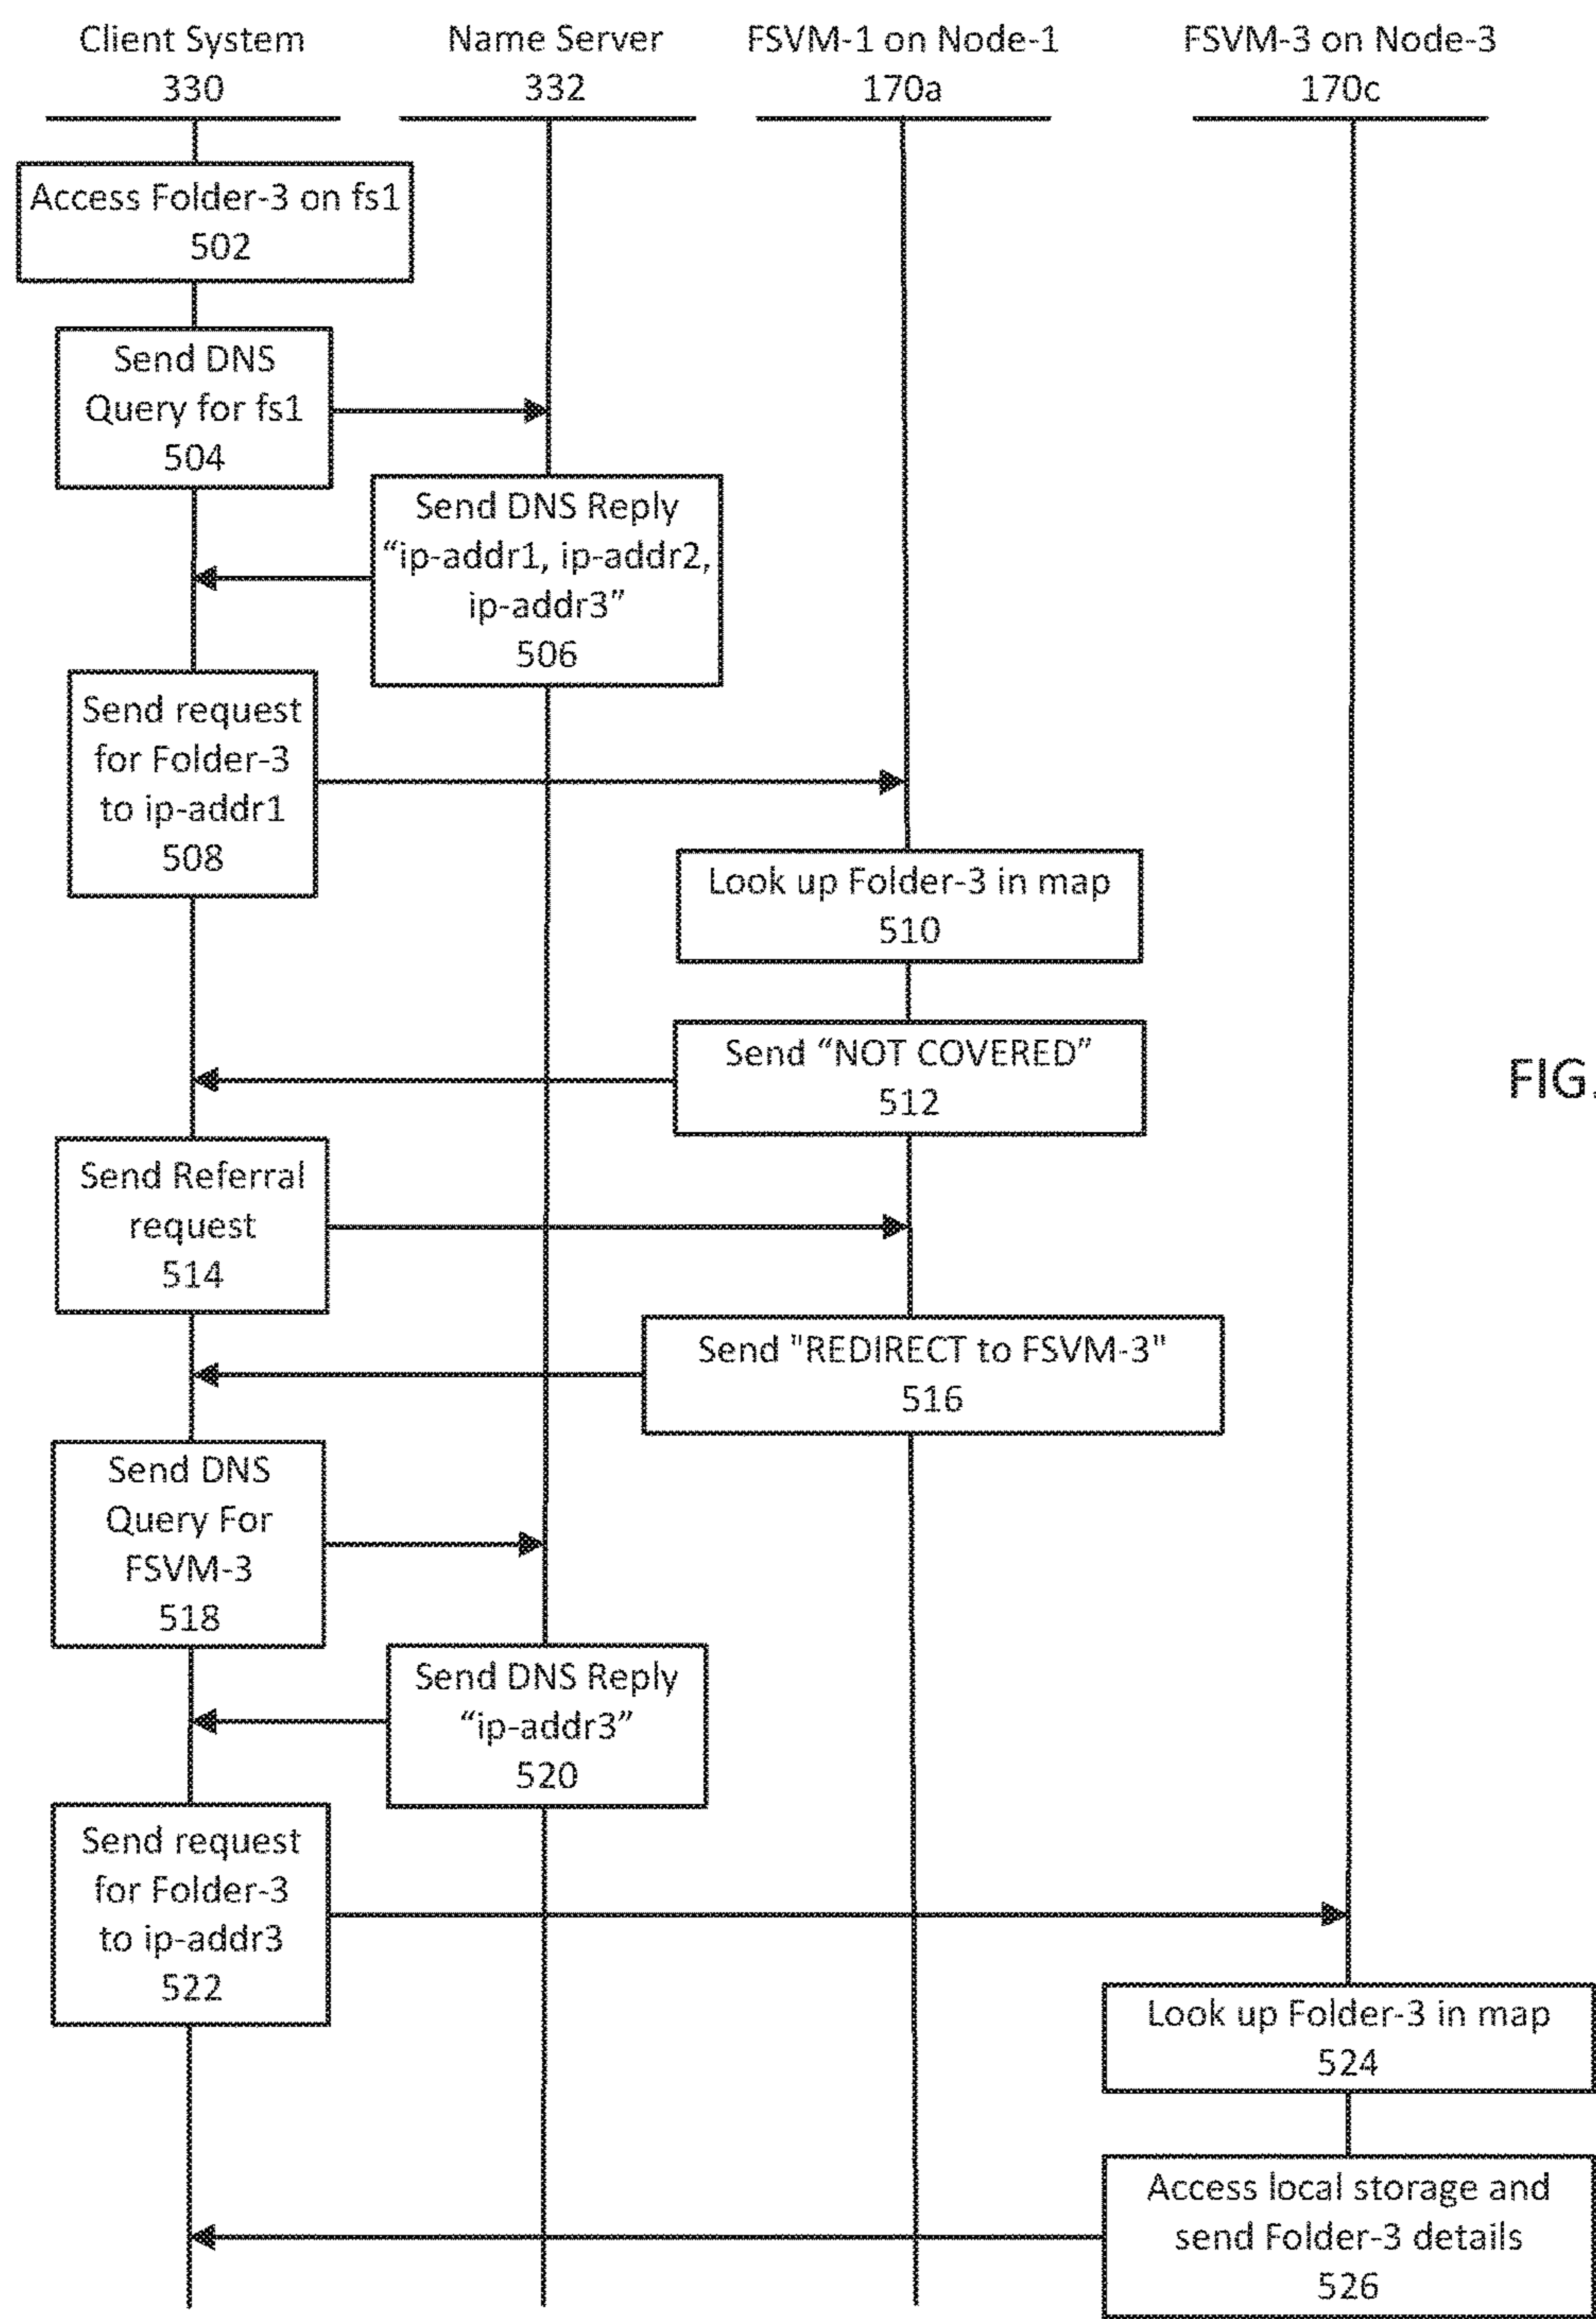 Client System
330
Name Server
332
FSVM-1 on Node-1
170a
FSVM-3 on Node-3
170c
Access Folder-3 on fs1
502
Send DNS
Query for fs1
504
Send DNS Reply
“ip-addr1, ip-addr2,
ip-addr3”
506
Send request
for Folder-3
to ip-addr1
508
Look up Folder-3 in map
510
Send “NOT COVERED”
512
FIG.
Send Referral
request
514
Send "REDIRECT to FSVM-3"
516
Send DNS
Query For
FSVM-3
518
Send DNS Reply
“ip-addr3”
520
Send request
for Folder-3
to ip-addr3
522
Look up Folder-3 in map
524
Access local storage and
send Folder-3 details
526